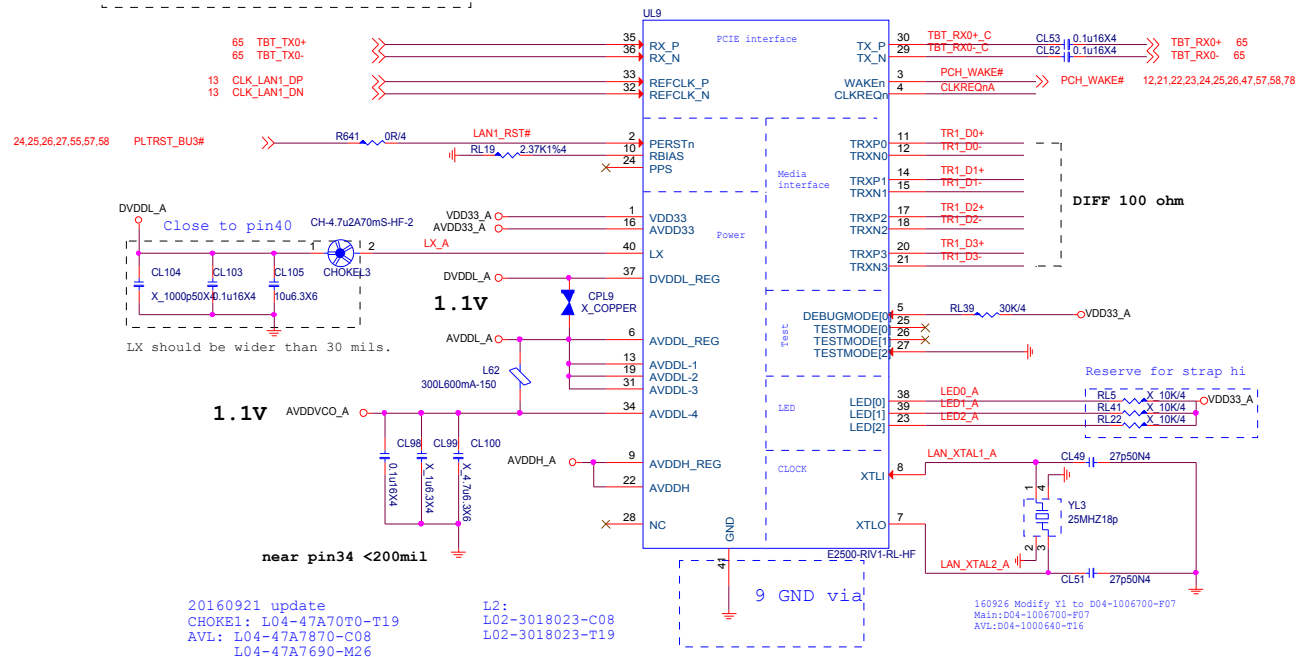 UL9
PCIE interface
65 TBT_TX0+
65 TBT_TX0-
35
36
RX_P
RX_N
13 CLK_LAN1_DP
13 CLK_LAN1_DN
33
32
REFCLK_P
REFCLK_N
30
29
TX_P
TX_N
TBT_RX0+_C
TBT_RX0-_C
CL53 0.1u16X4
CL52 0.1u16X4
TBT_RX0+ 65
TBT_RX0- 65
3
4
WAKEn
CLKREQn
PCH_WAKE#
CLKREQnA
PCH_WAKE# 12,21,22,23,24,25,26,47,57,58,78
24,25,26,27,55,57,58 PLTRST_BU3#
R641 0R/4
LAN1_RST#
RL19 2.37K1%4
2
10
24
PERSTn
RBIAS
PPS
Media
interface
TRXP0
TRXN0
TRXP1
TRXN1
TRXP2
TRXN2
TRXP3
TRXN3
11
12
14
15
17
18
20
21
TR1_D0+
TR1_D0-
TR1_D1+
TR1_D1-
TR1_D2+
TR1_D2-
TR1_D3+
TR1_D3-
DIFF 100 ohm
DVDDL_A
Close to pin40
CH-4.7u2A70mS-HF-2
1
2
CHOKEL3
LX_A
CL104
X_1000p50X4
CL103
0.1u16X4
CL105
10u6.3X6
LX should be wider than 30 mils.
VDD33_A
AVDD33_A
1
16
40
37
VDD33
AVDD33
LX
DVDDL_REG
Power
DVDDL_A
1.1V
CPL9
X_COPPER
AVDDL_A
6
13
19
31
34
AVDDL_REG
AVDDL-1
AVDDL-2
AVDDL-3
AVDDL-4
L62
300L600mA-150
1.1V
AVDDVCO_A
CL98
0.1u16X4
CL99
X_1u6.3X4
CL100
X_4.7u6.3X6
near pin34 <200mil
AVDDH_A
9
22
28
AVDDH_REG
AVDDH
NC
Test
DEBUGMODE[0]
TESTMODE[0]
TESTMODE[1]
TESTMODE[2]
5
25
26
27
RL39 30K/4
VDD33_A
LED
LED[0]
LED[1]
LED[2]
38
39
23
LED0_A
LED1_A
LED2_A
Reserve for strap hi
RL5 X_10K/4
RL41 X_10K/4
RL22 X_10K/4
VDD33_A
CLOCK
XTLI
XTLO
8
7
LAN_XTAL1_A
LAN_XTAL2_A
CL49 27p50N4
1
4
YL3
25MHZ18p
2
3
CL51 27p50N4
GND
41
E2500-RIV1-RL-HF
9 GND via
20160921 update
CHOKE1: L04-47A70T0-T19
AVL: L04-47A7870-C08
L04-47A7690-M26
L2:
L02-3018023-C08
L02-3018023-T19
160926 Modify Y1 to D04-1006700-F07
Main:D04-1006700-F07
AVL:D04-1000640-T16